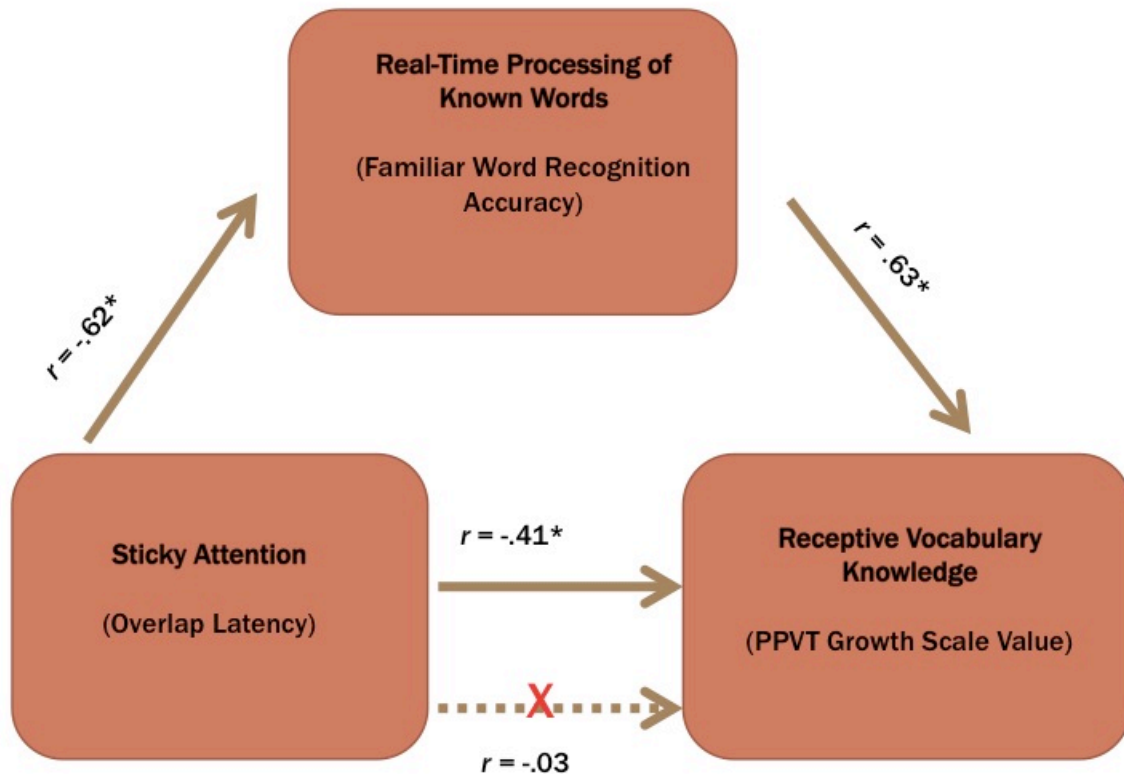 Real-Time Processing of
Known Words
(Familiar Word Recognition
Accuracy)
r = -.62*
r = .63*
Sticky Attention
(Overlap Latency)
r = -.41*
X
r = -.03
Receptive Vocabulary
Knowledge
(PPVT Growth Scale Value)